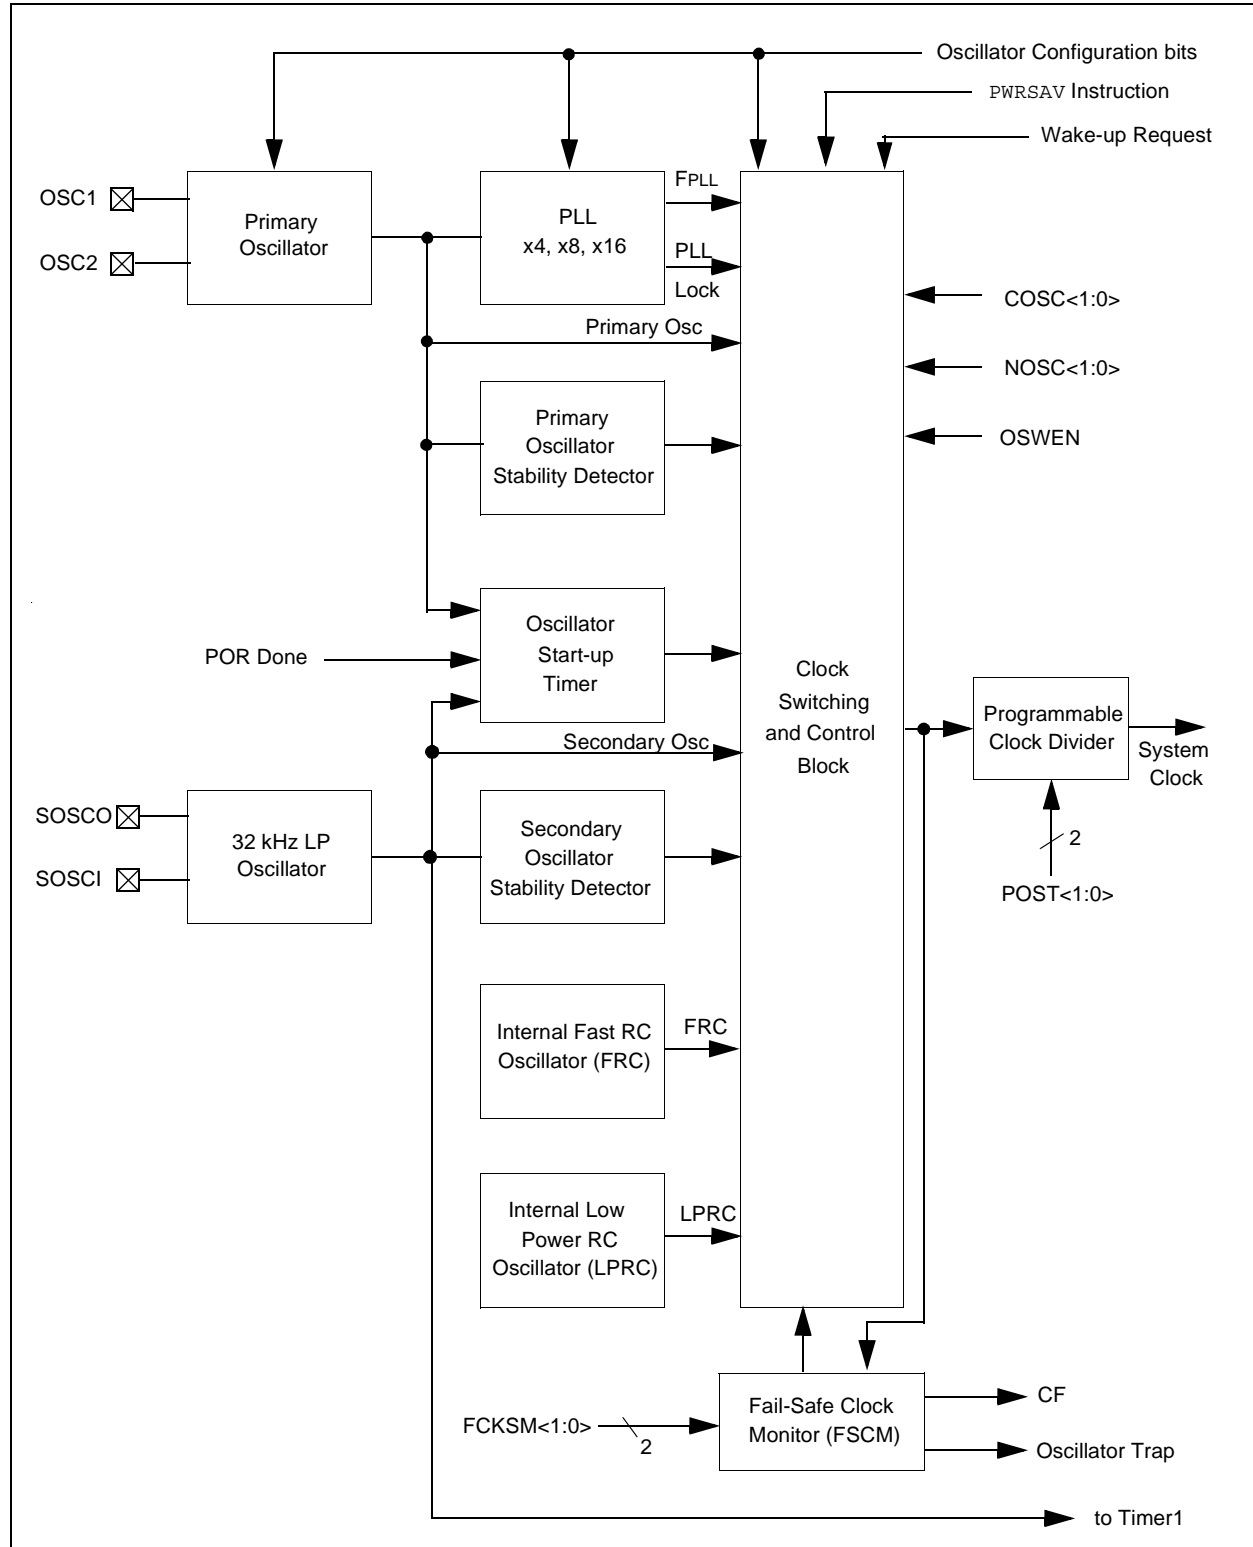 Oscillator Configuration bits
PWRSAV Instruction
Wake-up Request
OSC1
OSC2
Primary
Oscillator
PLL
x4, x8, x16
FPLL
PLL
Lock
Primary Osc
COSC<1:0>
NOSC<1:0>
OSWEN
Primary
Oscillator
Stability Detector
POR Done
Oscillator
Start-up
Timer
Clock
Switching
and Control
Block
Programmable
Clock Divider
System
Clock
2
POST<1:0>
Secondary Osc
SOSCO
SOSCI
32 kHz LP
Oscillator
Secondary
Oscillator
Stability Detector
Internal Fast RC
Oscillator (FRC)
FRC
Internal Low
Power RC
Oscillator (LPRC)
LPRC
FCKSM<1:0>
2
Fail-Safe Clock
Monitor (FSCM)
CF
Oscillator Trap
to Timer1